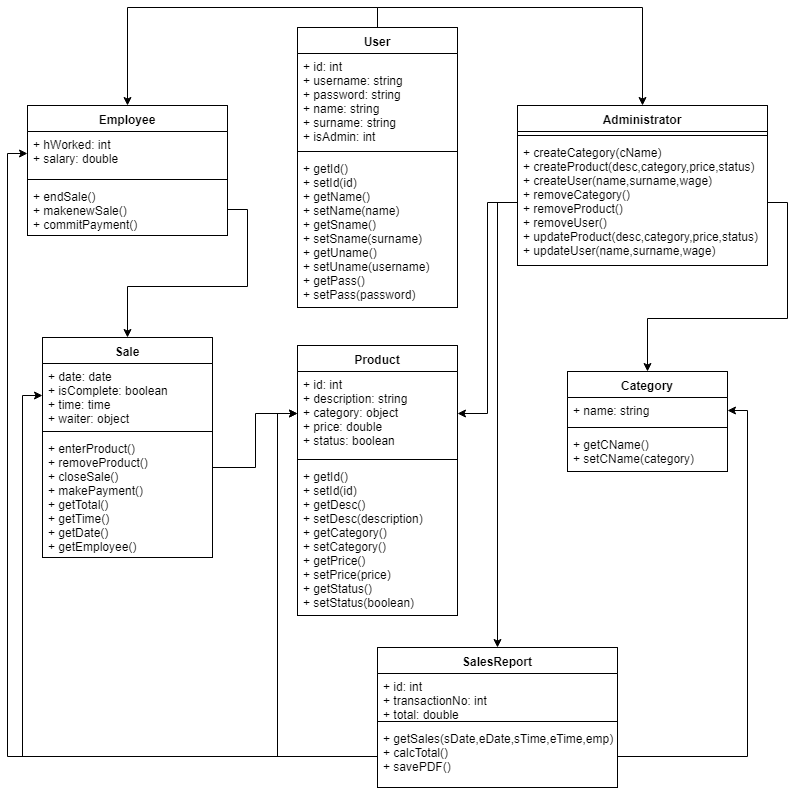 User
+ id: int
+ username: string
+ password: string
+ name: string
+ surname: string
+ isAdmin: int
+ getId()
+ setId(id)
+ getName()
+ setName(name)
+ getSname()
+ setSname(surname)
+ getUname()
+ setUname(username)
+ getPass()
+ setPass(password)
Employee
+ hWorked: int
+ salary: double
+ endSale()
+ makenewSale()
+ commitPayment()
Administrator
+ createCategory(cName)
+ createProduct(desc,category,price,status)
+ createUser(name,surname,wage)
+ removeCategory()
+ removeProduct()
+ removeUser()
+ updateProduct(desc,category,price,status)
+ updateUser(name,surname,wage)
Sale
+ date: date
+ isComplete: boolean
+ time: time
+ waiter: object
+ enterProduct()
+ removeProduct()
+ closeSale()
+ makePayment()
+ getTotal()
+ getTime()
+ getDate()
+ getEmployee()
Product
+ id: int
+ description: string
+ category: object
+ price: double
+ status: boolean
+ getId()
+ setId(id)
+ getDesc()
+ setDesc(description)
+ getCategory()
+ setCategory()
+ getPrice()
+ setPrice(price)
+ getStatus()
+ setStatus(boolean)
Category
+ name: string
+ getCName()
+ setCName(category)
SalesReport
+ id: int
+ transactionNo: int
+ total: double
+ getSales(sDate,eDate,sTime,eTime,emp)
+ calcTotal()
+ savePDF()